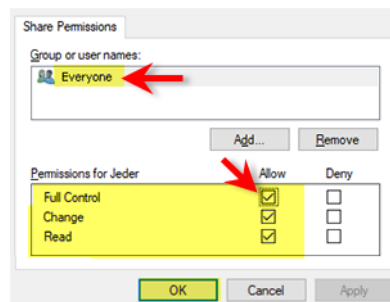 Share Permissions
Group or user names:
Everyone
Add...
Remove
Permissions for Jeder
Allow
Deny
Full Control
Change
Read
OK
Cancel
Apply